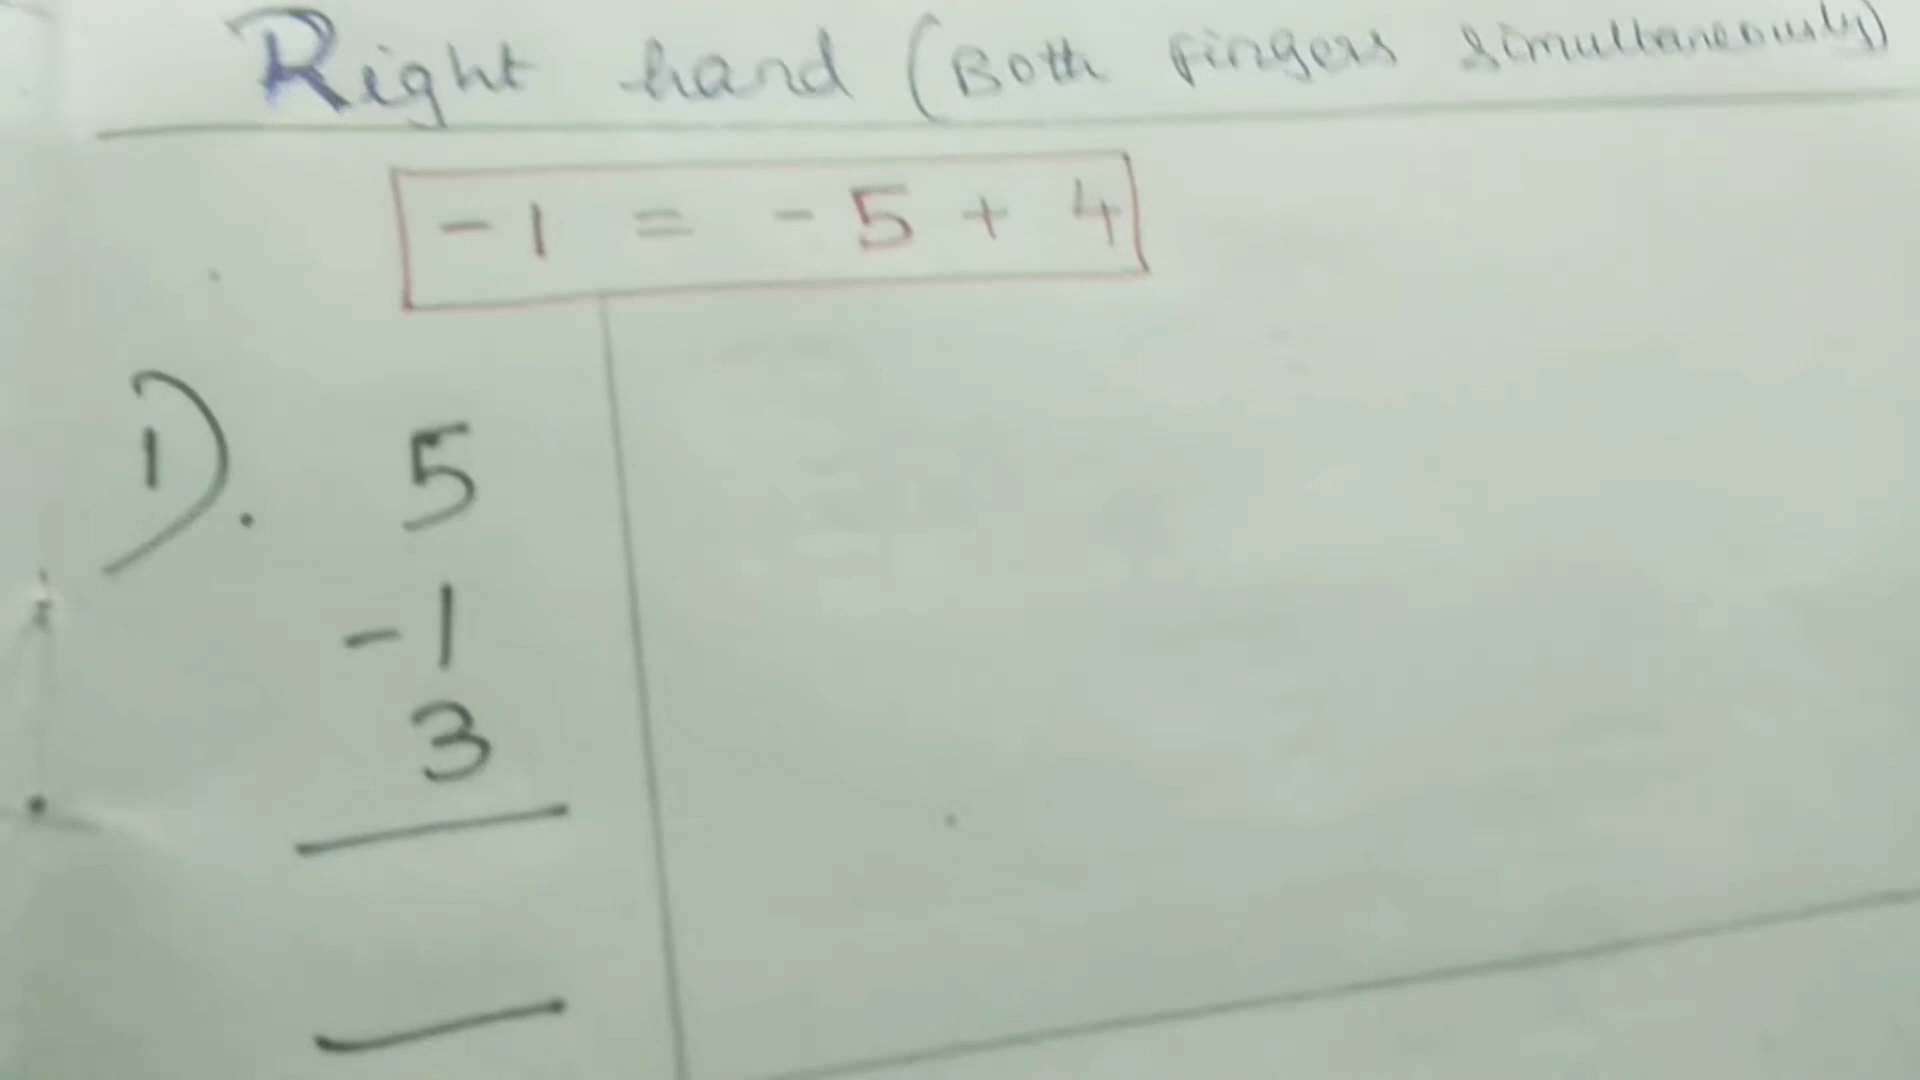 Right hand (Both Fingers simultaneously)
-1 = -5 + 4
1). 5
-1
3